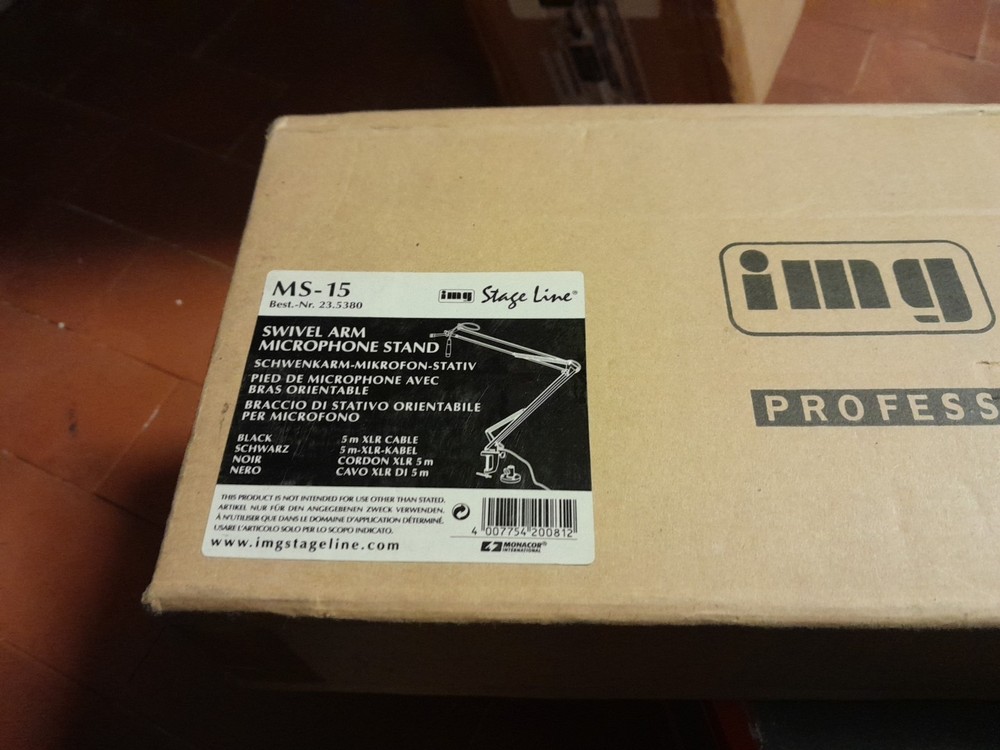 MS-15
Best.-Nr. 23.5380
img Stage Line®
SWIVEL ARM
MICROPHONE STAND
SCHWENKARM-MIKROFON-STATIV
PIED DE MICROPHONE AVEC
BRAS ORIENTABLE
BRACCIO DI STATIVO ORIENTABILE
PER MICROFONO
BLACK 5 m XLR CABLE
SCHWARZ 5 m-XLR-KABEL
NOIR CORDON XLR 5 m
NERO CAVO XLR DI 5 m
THIS PRODUCT IS NOT INTENDED FOR USE OTHER THAN STATED.
ARTIKEL NUR FÜR DEN ANGEGEBENEN ZWECK VERWENDEN.
À N'UTILISER QUE DANS LE DOMAINE D'APPLICATION DÉTERMINÉ.
USARE L'ARTICOLO SOLO PER LO SCOPO INDICATO.
www.imgstageline.com
4 007754 200812
MONACOR®
INTERNATIONAL
img
PROFESS